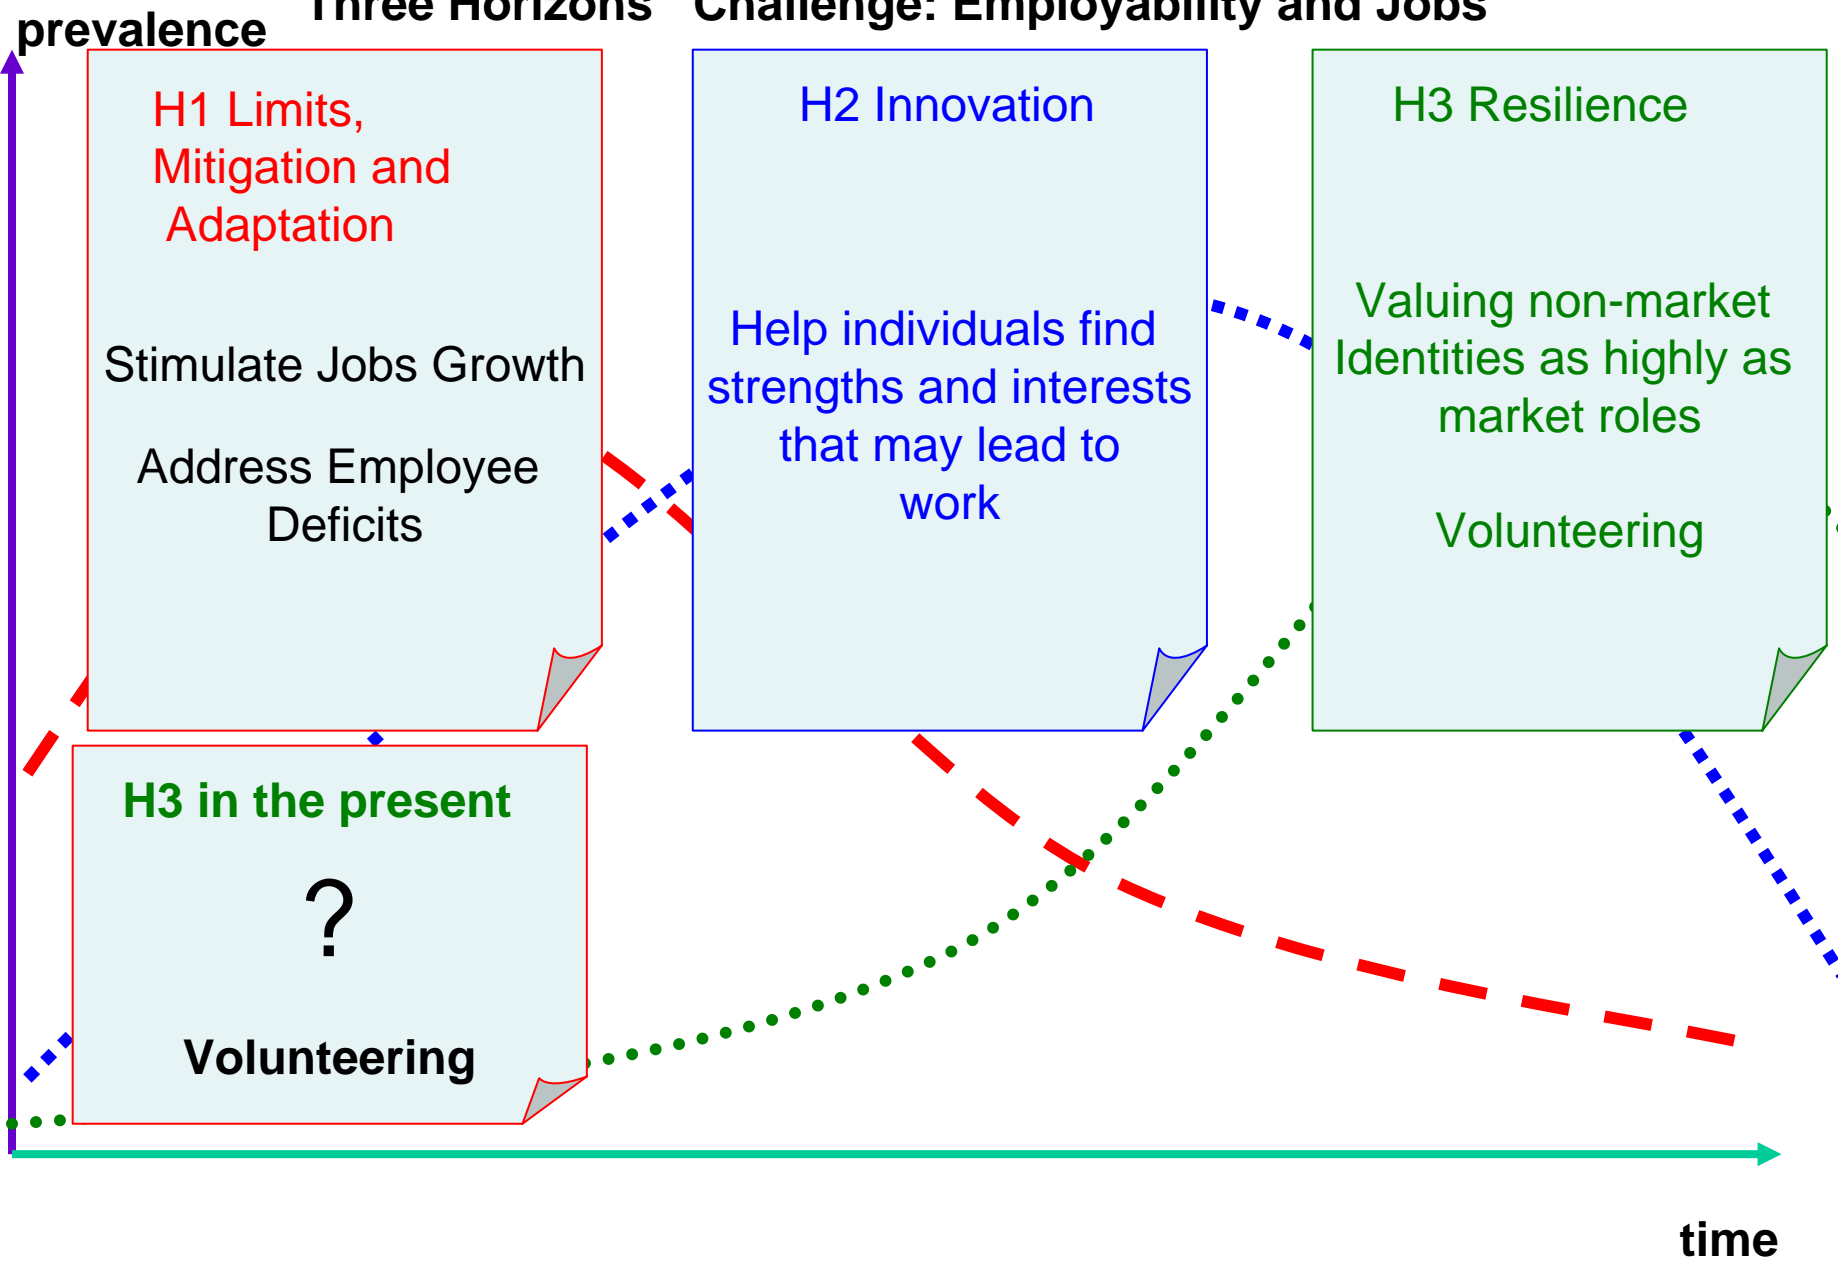 Three Horizons Challenge: Employability and Jobs
prevalence
H1 Limits,
Mitigation and
Adaptation
Stimulate Jobs Growth
Address Employee
Deficits
H2 Innovation
Help individuals find
strengths and interests
that may lead to
work
H3 Resilience
Valuing non-market
Identities as highly as
market roles
Volunteering
H3 in the present
?
Volunteering
time